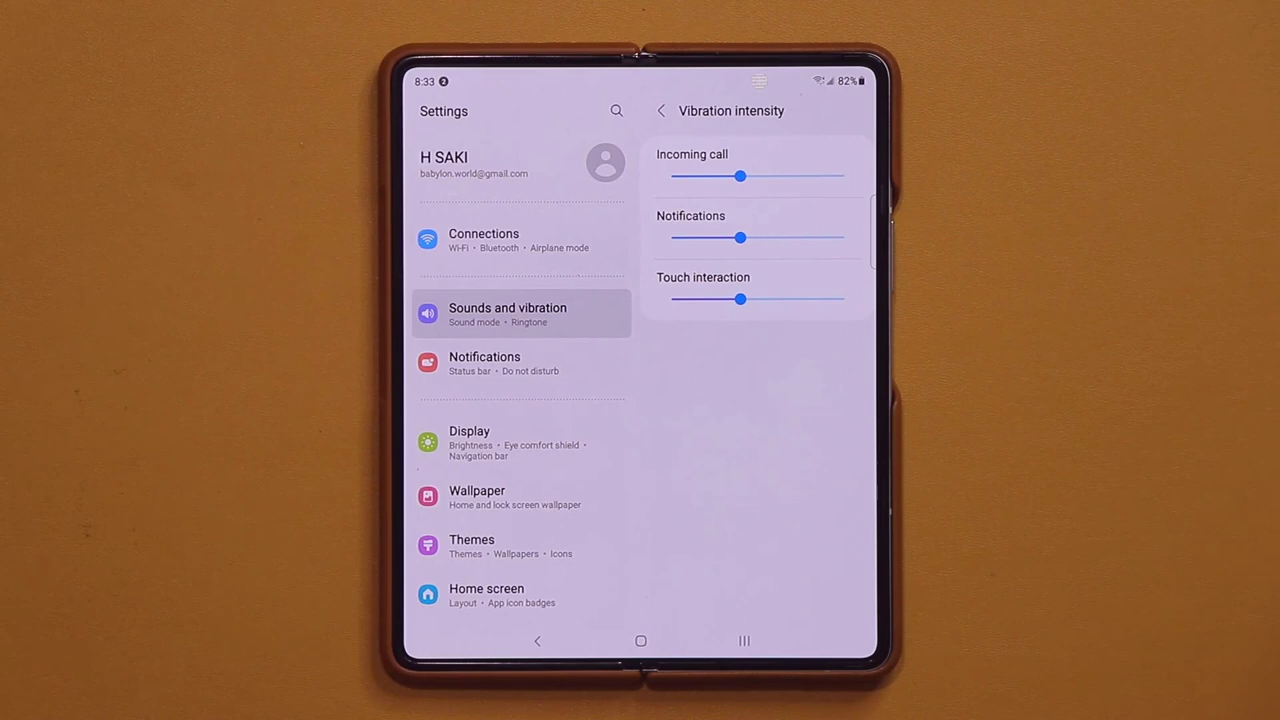 8:33 2
82%
Settings
H SAKI
babylon.world@gmail.com
Connections
Wi-Fi • Bluetooth • Airplane mode
Sounds and vibration
Sound mode • Ringtone
Notifications
Status bar • Do not disturb
Display
Brightness • Eye comfort shield •
Navigation bar
Wallpaper
Home and lock screen wallpaper
Themes
Themes • Wallpapers • Icons
Home screen
Layout • App icon badges
Vibration intensity
Incoming call
Notifications
Touch interaction